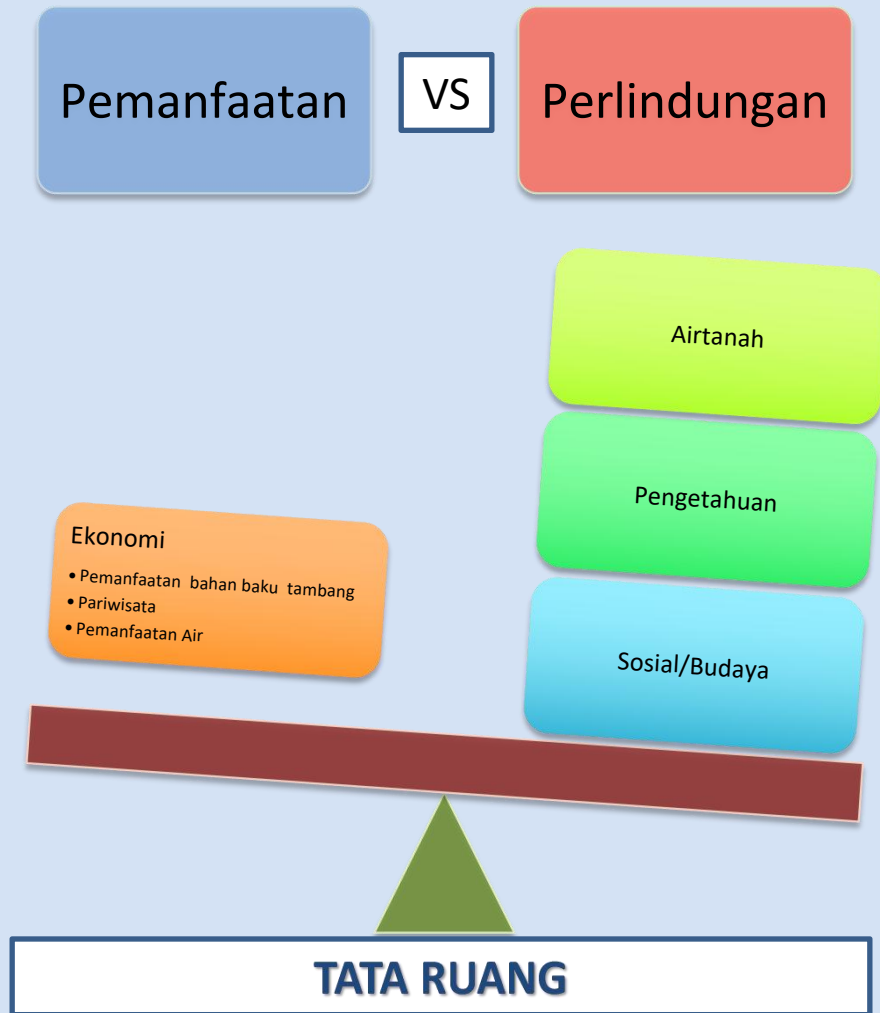 Pemanfaatan
VS
Perlindungan
Airtanah
Pengetahuan
Sosial/Budaya
Ekonomi
• Pemanfaatan bahan baku tambang
• Pariwisata
• Pemanfaatan Air
TATA RUANG